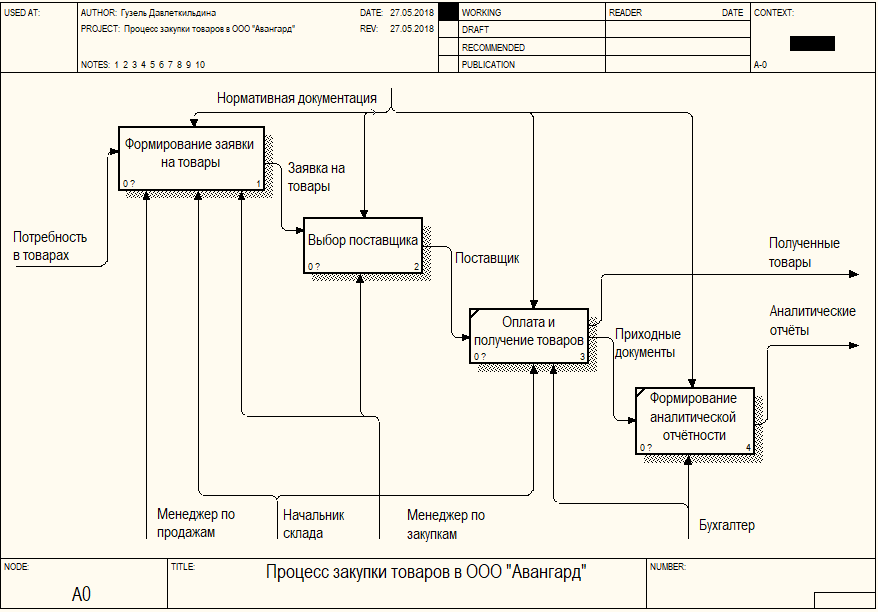 USED AT:
AUTHOR: Гузель Давлеткильдина
DATE: 27.05.2018
WORKING
READER
DATE
CONTEXT:
PROJECT: Процесс закупки товаров в ООО "Авангард"
REV: 27.05.2018
DRAFT
RECOMMENDED
NOTES: 1 2 3 4 5 6 7 8 9 10
PUBLICATION
A-0
Нормативная документация
Формирование заявки
на товары
0 ?
1
Заявка на
товары
Потребность
в товарах
Выбор поставщика
0 ?
2
Поставщик
Полученные
товары
Оплата и
получение товаров
0 ?
3
Приходные
документы
Аналитические
отчёты
Формирование
аналитической
отчётности
0 ?
4
Менеджер по
продажам
Начальник
склада
Менеджер по
закупкам
Бухгалтер
NODE:
A0
TITLE:
Процесс закупки товаров в ООО "Авангард"
NUMBER: